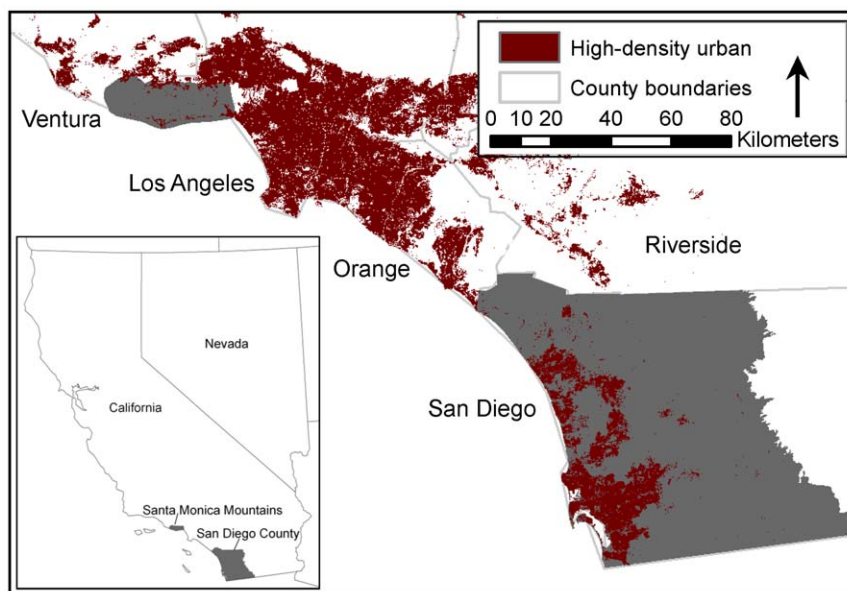 High-density urban
County boundaries
0 10 20 40 60 80
Kilometers
Ventura
Los Angeles
Orange
Riverside
San Diego
Nevada
California
Santa Monica Mountains
San Diego County